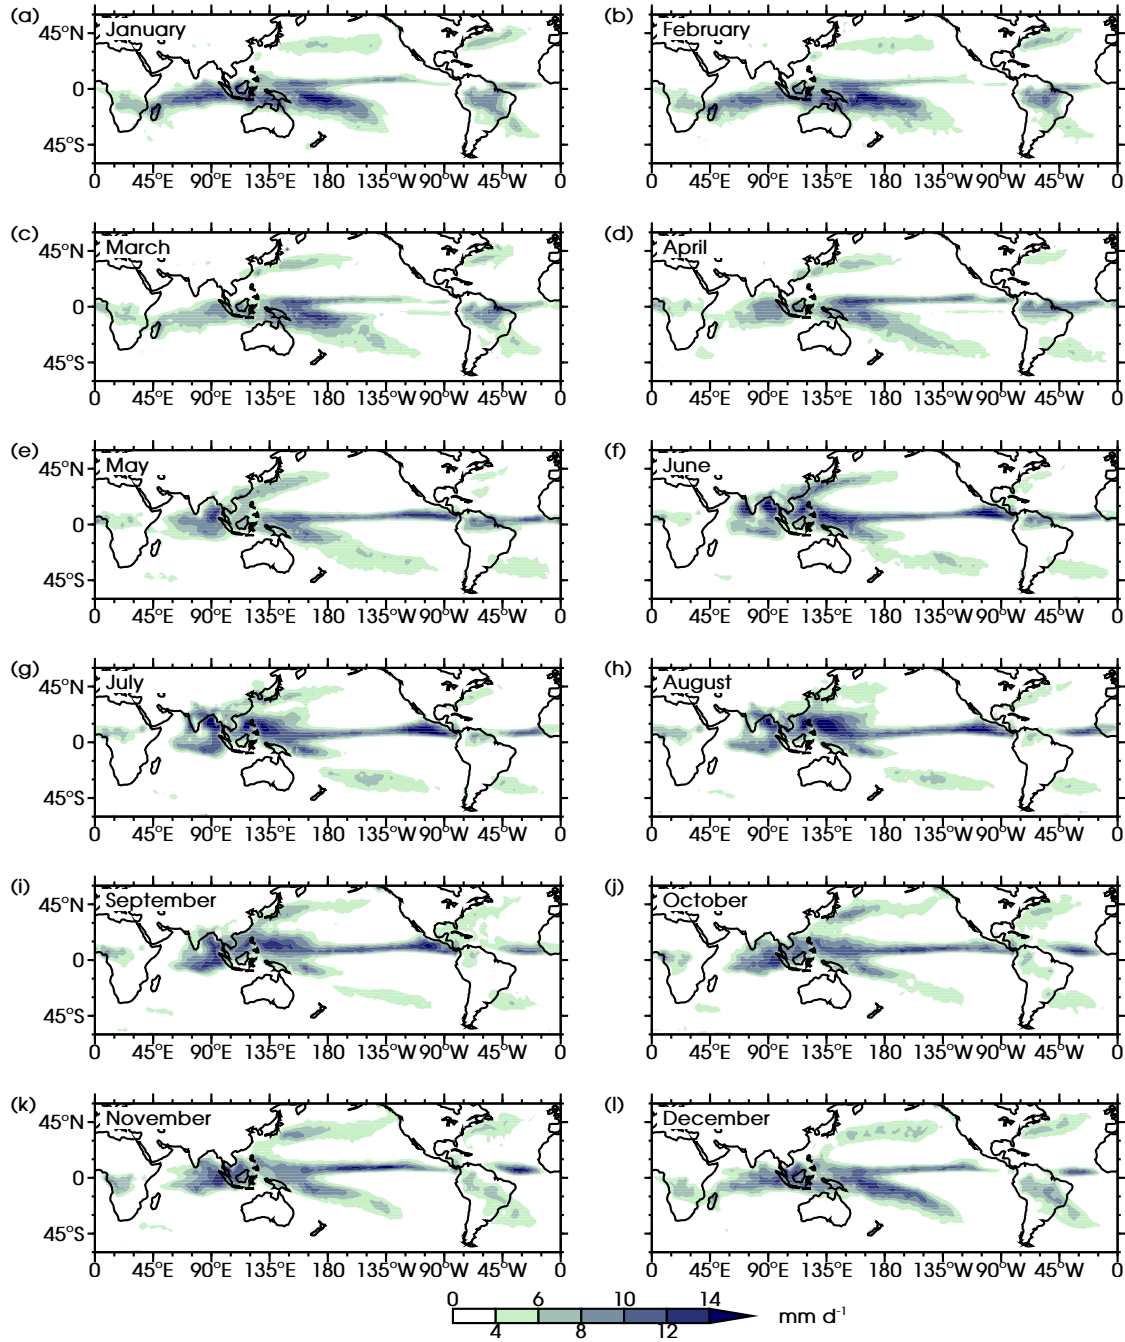 (a) (b)
January February
45°N
0 0
45°S 45°S
0 45°E 90°E 135°E 180 135°W 90°W 45°W 0 0 45°E 90°E 135°E 180 135°W 90°W 45°W 0
(c) (d)
45°N March April
0 0
45°S 45°S
0 45°E 90°E 135°E 180 135°W 90°W 45°W 0 0 45°E 90°E 135°E 180 135°W 90°W 45°W 0
(e) (f)
45°N May June
0
45°S
0 45°E 90°E 135°E 180 135°W 90°W 45°W 0 0 45°E 90°E 135°E 180 135°W 90°W 45°W 0
(g) (h)
45°N July August
0
45°S
0 45°E 90°E 135°E 180 135°W 90°W 45°W 0 0 45°E 90°E 135°E 180 135°W 90°W 45°W 0
(i) (j)
45°N September October
0
45°S
0 45°E 90°E 135°E 180 135°W 90°W 45°W 0 0 45°E 90°E 135°E 180 135°W 90°W 45°W 0
(k) (l)
45°N November December
0
45°S
0 45°E 90°E 135°E 180 135°W 90°W 45°W 0 0 45°E 90°E 135°E 180 135°W 90°W 45°W 0
0 6 10 14
mm d⁻¹
4 8 12